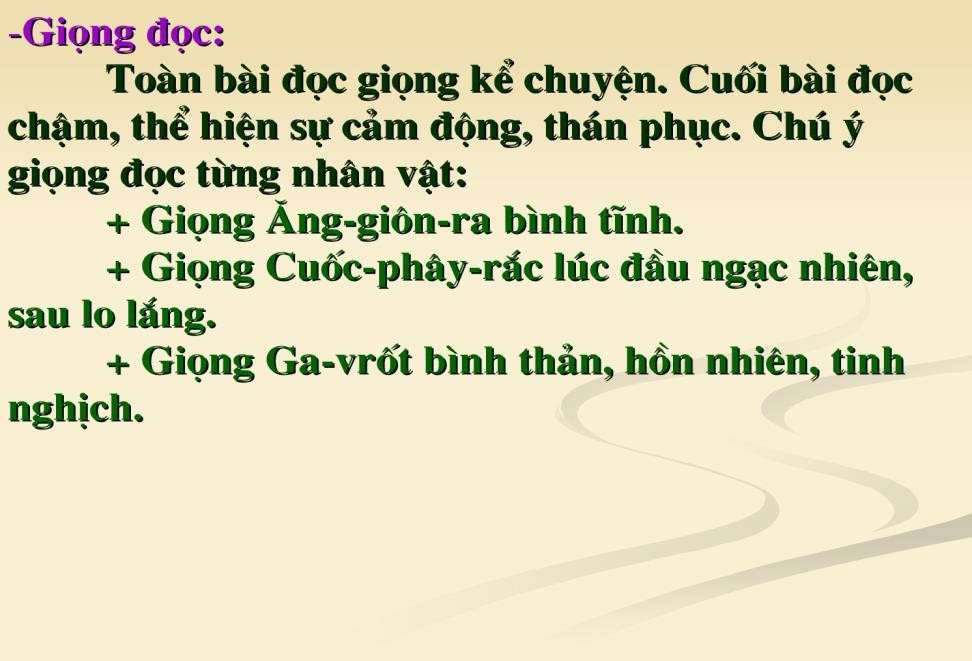 -Giọng đọc:
Toàn bài đọc giọng kể chuyện. Cuối bài đọc
chậm, thể hiện sự cảm động, thán phục. Chú ý
giọng đọc từng nhân vật:
+ Giọng Ăng-giôn-ra bình tĩnh.
+ Giọng Cuốc-phây-rắc lúc đầu ngạc nhiên,
sau lo lắng.
+ Giọng Ga-vrốt bình thản, hồn nhiên, tinh
nghịch.